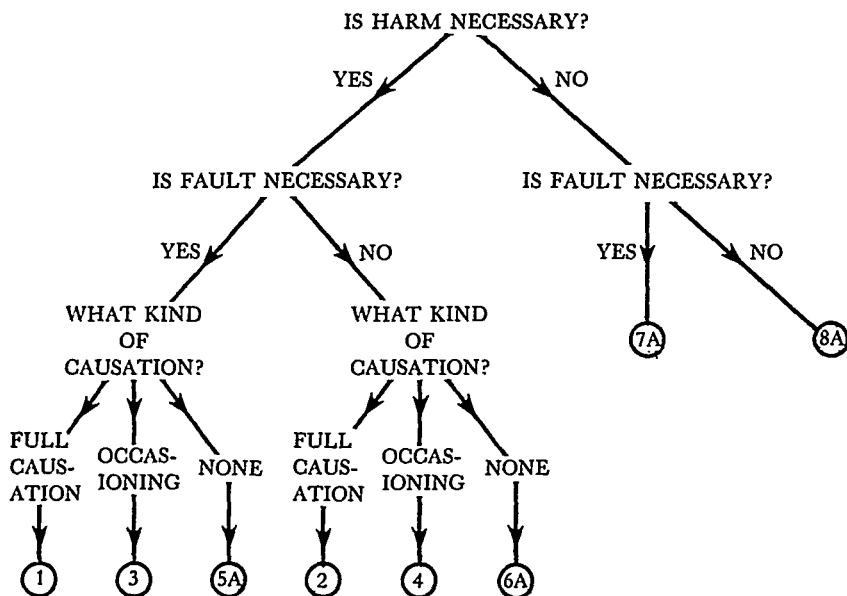 IS HARM NECESSARY?
YES
NO
IS FAULT NECESSARY?
IS FAULT NECESSARY?
YES
NO
YES
NO
WHAT KIND
OF
CAUSATION?
WHAT KIND
OF
CAUSATION?
7A
8A
FULL
CAUS-
ATION
OCCAS-
IONING
NONE
FULL
CAUS-
ATION
OCCAS-
IONING
NONE
1
3
5A
2
4
6A